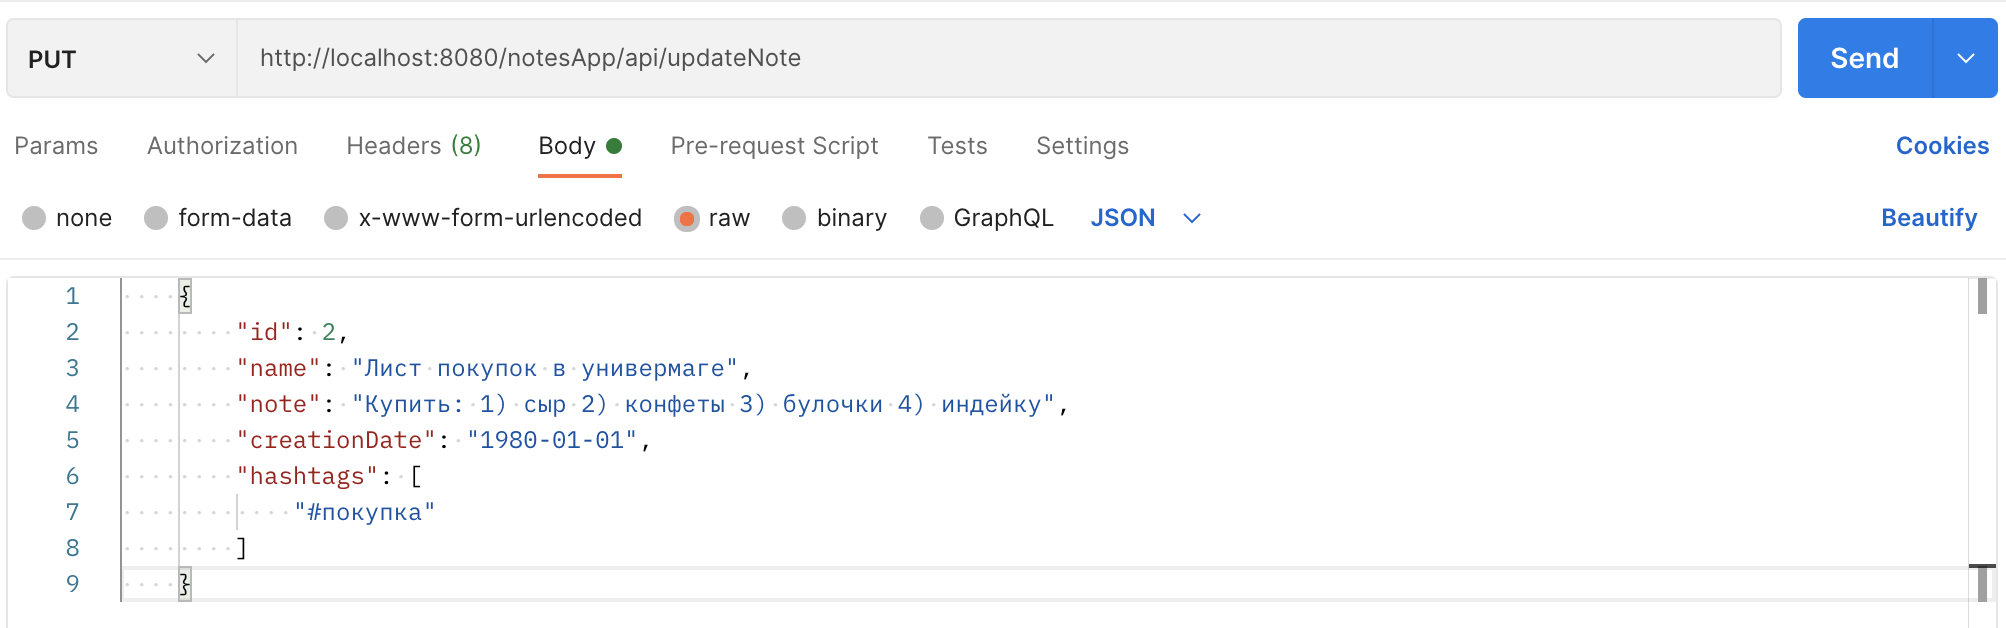 PUT http://localhost:8080/notesApp/api/updateNote Send
Params Authorization Headers (8) Body Pre-request Script Tests Settings Cookies
none form-data x-www-form-urlencoded raw binary GraphQL JSON Beautify
1 {
2 "id": 2,
3 "name": "Лист покупок в универмаге",
4 "note": "Купить: 1) сыр 2) конфеты 3) булочки 4) индейку",
5 "creationDate": "1980-01-01",
6 "hashtags": [
7 "#покупка"
8 ]
9 }